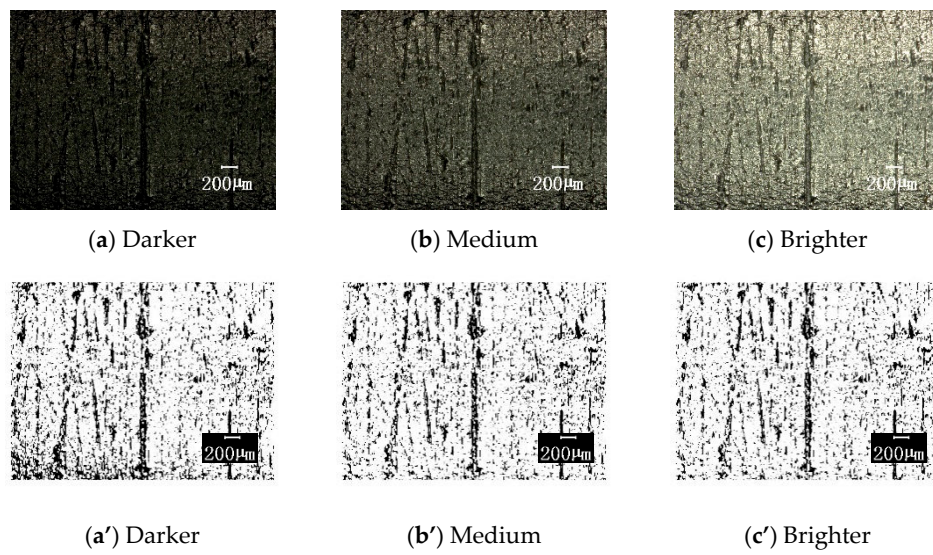 200μm 200μm 200μm
(a) Darker (b) Medium (c) Brighter
200μm 200μm 200μm
(a′) Darker (b′) Medium (c′) Brighter